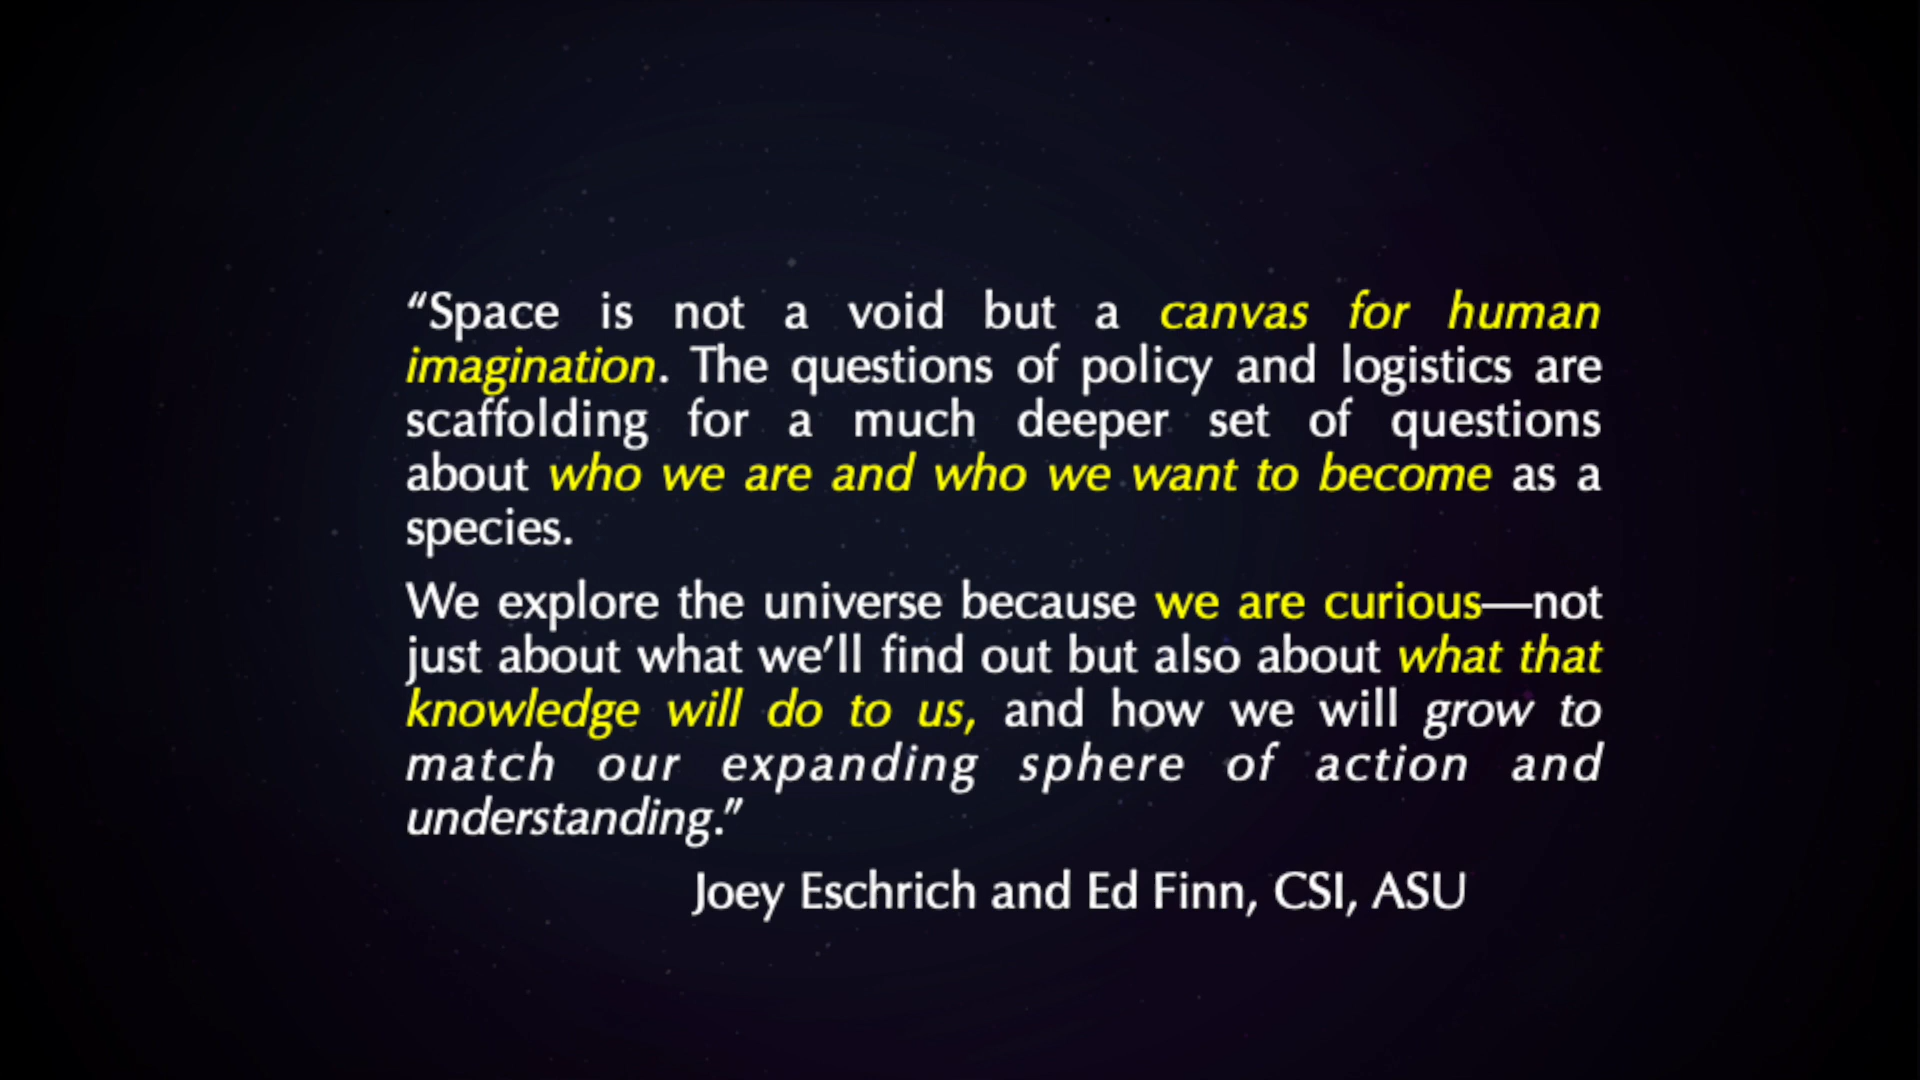 “Space is not a void but a canvas for human
imagination. The questions of policy and logistics are
scaffolding for a much deeper set of questions
about who we are and who we want to become as a
species.
We explore the universe because we are curious—not
just about what we’ll find out but also about what that
knowledge will do to us, and how we will grow to
match our expanding sphere of action and
understanding.”
Joey Eschrich and Ed Finn, CSI, ASU